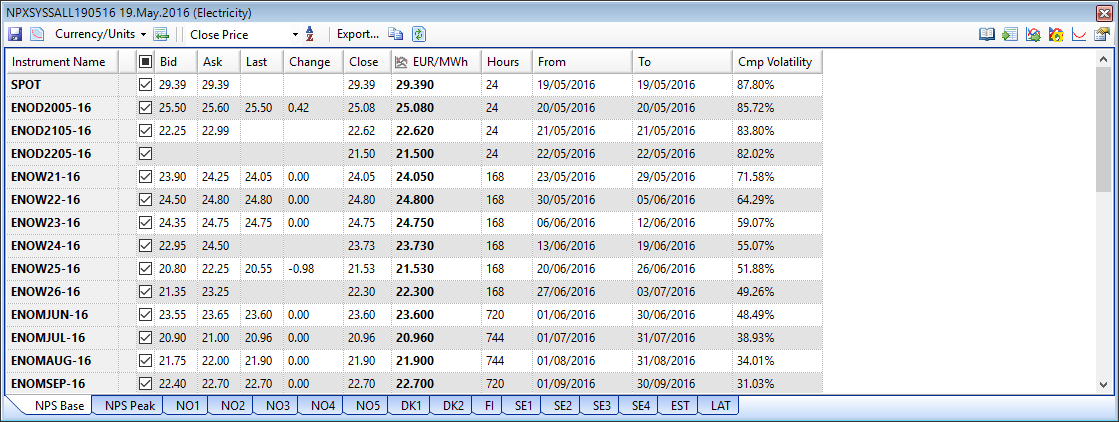 NPXSYSSALL190516 19.May.2016 (Electricity)
Currency/Units Close Price A Z Export...
Instrument Name Bid Ask Last Change Close EUR/MWh Hours From To Cmp Volatility
SPOT 29.39 29.39 29.39 29.390 24 19/05/2016 19/05/2016 87.80%
ENOD2005-16 25.50 25.60 25.50 0.42 25.08 25.080 24 20/05/2016 20/05/2016 85.72%
ENOD2105-16 22.25 22.99 22.62 22.620 24 21/05/2016 21/05/2016 83.80%
ENOD2205-16 21.50 21.500 24 22/05/2016 22/05/2016 82.02%
ENOW21-16 23.90 24.25 24.05 0.00 24.05 24.050 168 23/05/2016 29/05/2016 71.58%
ENOW22-16 24.50 24.80 24.80 0.00 24.80 24.800 168 30/05/2016 05/06/2016 64.29%
ENOW23-16 24.35 24.75 24.75 0.00 24.75 24.750 168 06/06/2016 12/06/2016 59.07%
ENOW24-16 22.95 24.50 23.73 23.730 168 13/06/2016 19/06/2016 55.07%
ENOW25-16 20.80 22.25 20.55 -0.98 21.53 21.530 168 20/06/2016 26/06/2016 51.88%
ENOW26-16 21.35 23.25 22.30 22.300 168 27/06/2016 03/07/2016 49.26%
ENOMJUN-16 23.55 23.65 23.60 0.00 23.60 23.600 720 01/06/2016 30/06/2016 48.49%
ENOMJUL-16 20.90 21.00 20.96 0.00 20.96 20.960 744 01/07/2016 31/07/2016 38.93%
ENOMAUG-16 21.75 22.00 21.90 0.00 21.90 21.900 744 01/08/2016 31/08/2016 34.01%
ENOMSEP-16 22.40 22.70 22.70 0.00 22.70 22.700 720 01/09/2016 30/09/2016 31.03%
NPS Base NPS Peak NO1 NO2 NO3 NO4 NO5 DK1 DK2 FI SE1 SE2 SE3 SE4 EST LAT